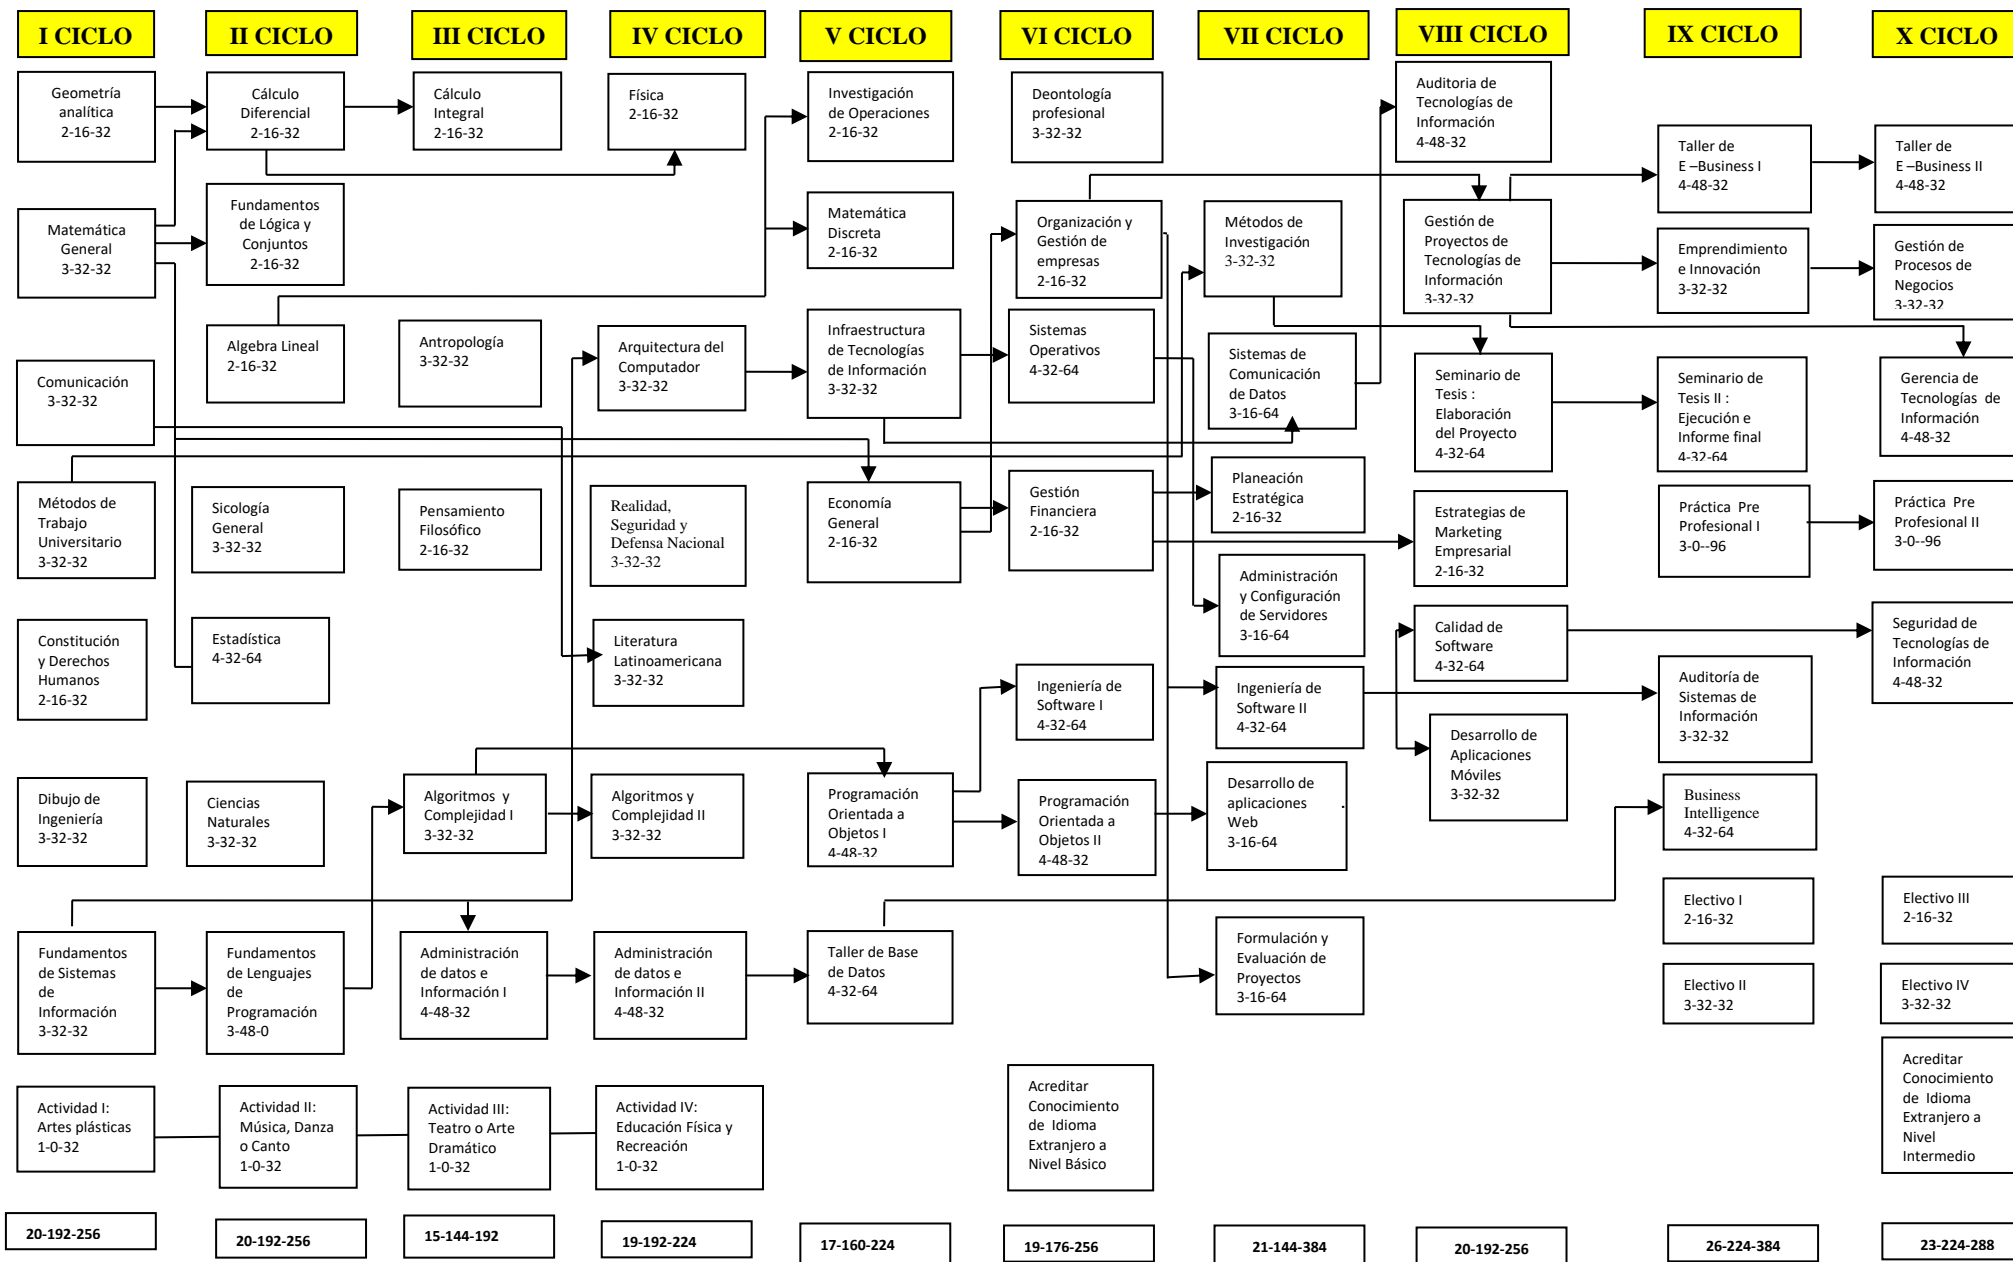 I CICLO
II CICLO
III CICLO
IV CICLO
V CICLO
VI CICLO
VII CICLO
VIII CICLO
IX CICLO
X CICLO
Geometría
analítica
2-16-32
Matemática
General
3-32-32
Comunicación
3-32-32
Métodos de
Trabajo
Universitario
3-32-32
Constitución
y Derechos
Humanos
2-16-32
Dibujo de
Ingeniería
3-32-32
Fundamentos
de Sistemas
de
Información
3-32-32
Actividad I:
Artes plásticas
1-0-32
20-192-256
Cálculo
Diferencial
2-16-32
Fundamentos
de Lógica y
Conjuntos
2-16-32
Algebra Lineal
2-16-32
Sicología
General
3-32-32
Estadística
4-32-64
Ciencias
Naturales
3-32-32
Fundamentos
de Lenguajes
de
Programación
3-48-0
Actividad II:
Música, Danza
o Canto
1-0-32
20-192-256
Cálculo
Integral
2-16-32
Antropología
3-32-32
Pensamiento
Filosófico
2-16-32
Algoritmos y
Complejidad I
3-32-32
Administración
de datos e
Información I
4-48-32
Actividad III:
Teatro o Arte
Dramático
1-0-32
15-144-192
Física
2-16-32
Arquitectura del
Computador
3-32-32
Realidad,
Seguridad y
Defensa Nacional
3-32-32
Literatura
Latinoamericana
3-32-32
Algoritmos y
Complejidad II
3-32-32
Administración
de datos e
Información II
4-48-32
Actividad IV:
Educación Física y
Recreación
1-0-32
19-192-224
Investigación
de Operaciones
2-16-32
Matemática
Discreta
2-16-32
Infraestructura
de Tecnologías
de Información
3-32-32
Economía
General
2-16-32
Programación
Orientada a
Objetos I
4-48-32
Taller de Base
de Datos
4-32-64
17-160-224
Deontología
profesional
3-32-32
Organización y
Gestión de
empresas
2-16-32
Sistemas
Operativos
4-32-64
Gestión
Financiera
2-16-32
Ingeniería de
Software I
4-32-64
Programación
Orientada a
Objetos II
4-48-32
Acreditar
Conocimiento
de Idioma
Extranjero a
Nivel Básico
19-176-256
Métodos de
Investigación
3-32-32
Sistemas de
Comunicación
de Datos
3-16-64
Planeación
Estratégica
2-16-32
Administración
y Configuración
de Servidores
3-16-64
Ingeniería de
Software II
4-32-64
Desarrollo de
aplicaciones
Web
3-16-64
Formulación y
Evaluación de
Proyectos
3-16-64
21-144-384
Auditoria de
Tecnologías de
Información
4-48-32
Gestión de
Proyectos de
Tecnologías de
Información
3-32-32
Seminario de
Tesis :
Elaboración
del Proyecto
4-32-64
Estrategias de
Marketing
Empresarial
2-16-32
Calidad de
Software
4-32-64
Desarrollo de
Aplicaciones
Móviles
3-32-32
20-192-256
Taller de
E –Business I
4-48-32
Emprendimiento
e Innovación
3-32-32
Seminario de
Tesis II :
Ejecución e
Informe final
4-32-64
Práctica Pre
Profesional I
3-0--96
Auditoría de
Sistemas de
Información
3-32-32
Business
Intelligence
4-32-64
Electivo I
2-16-32
Electivo II
3-32-32
26-224-384
Taller de
E –Business II
4-48-32
Gestión de
Procesos de
Negocios
3-32-32
Gerencia de
Tecnologías de
Información
4-48-32
Práctica Pre
Profesional II
3-0--96
Seguridad de
Tecnologías de
Información
4-48-32
Electivo III
2-16-32
Electivo IV
3-32-32
Acreditar
Conocimiento
de Idioma
Extranjero a
Nivel
Intermedio
23-224-288